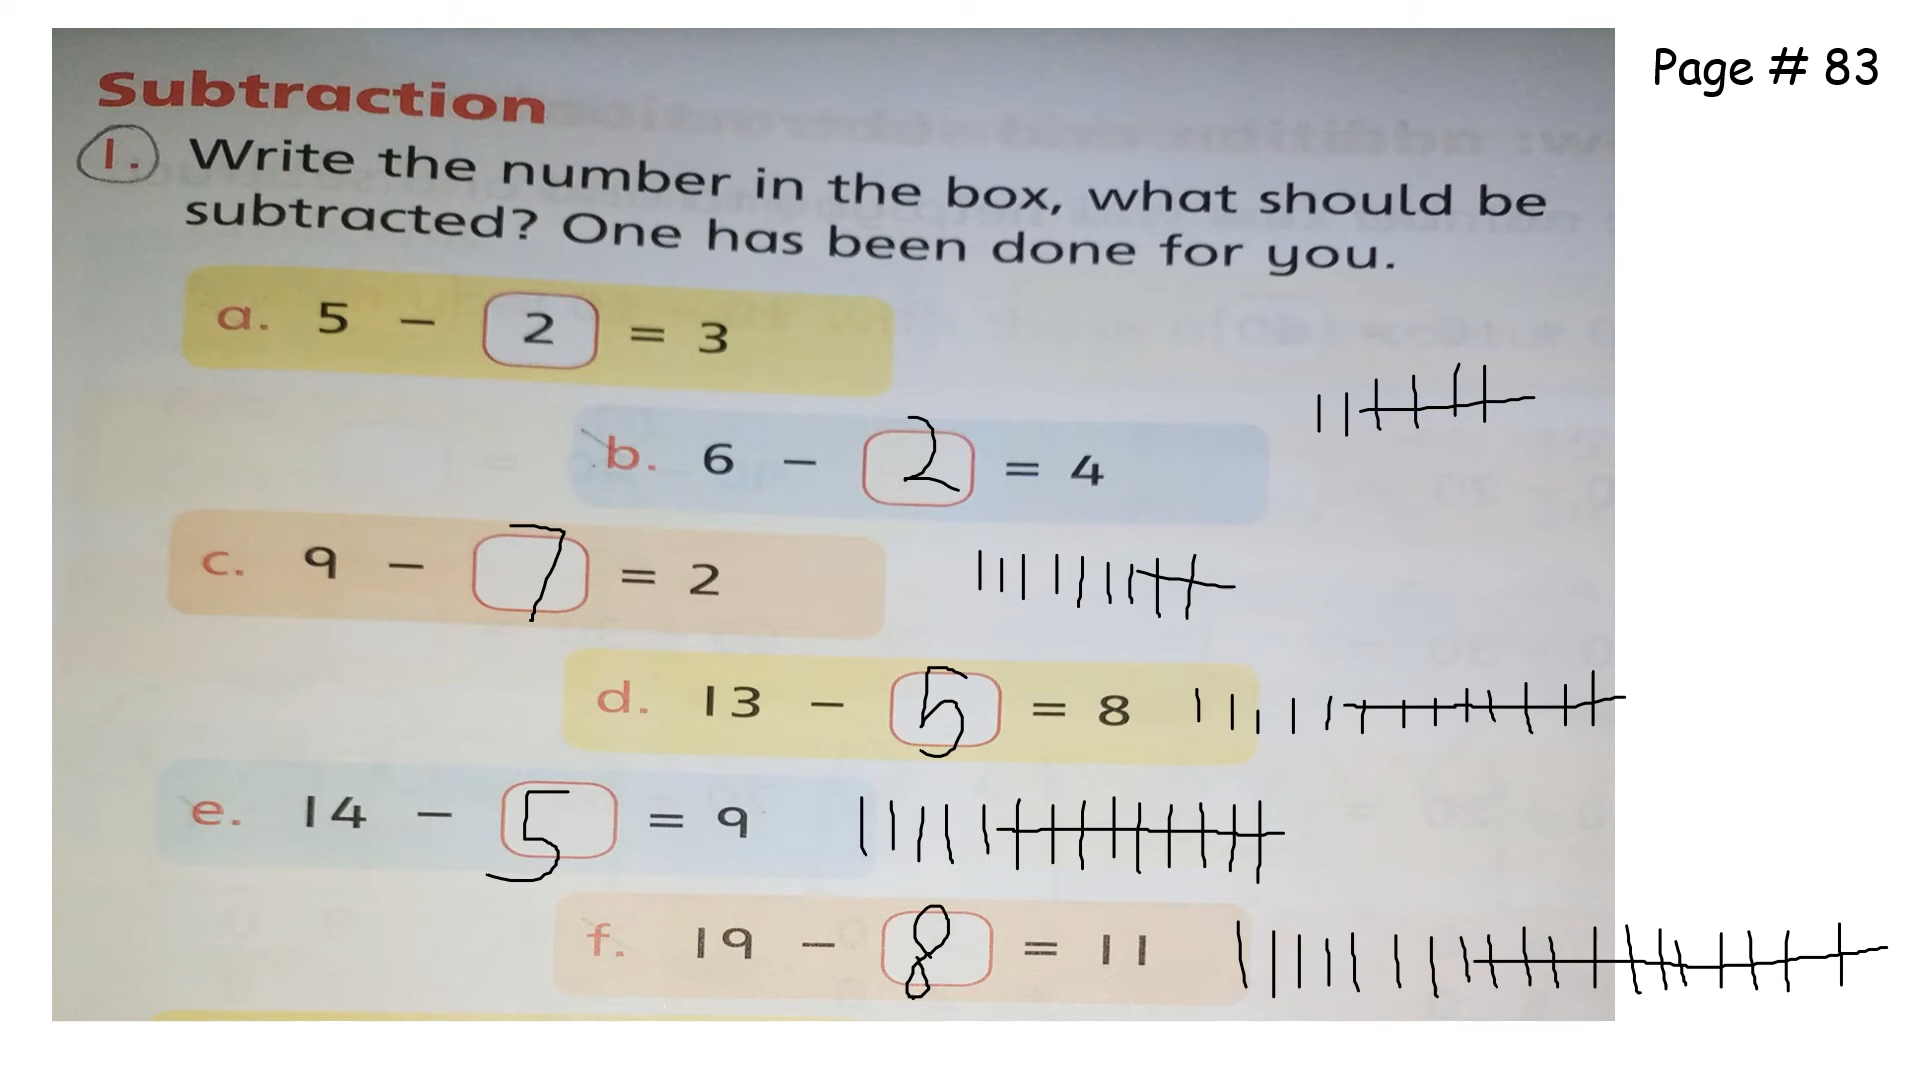 Page # 83
Subtraction
1. Write the number in the box, what should be
subtracted? One has been done for you.
a. 5 - 2 = 3
b. 6 - 2 = 4
c. 9 - 7 = 2
d. 13 - 5 = 8
e. 14 - 5 = 9
f. 19 - 8 = 11